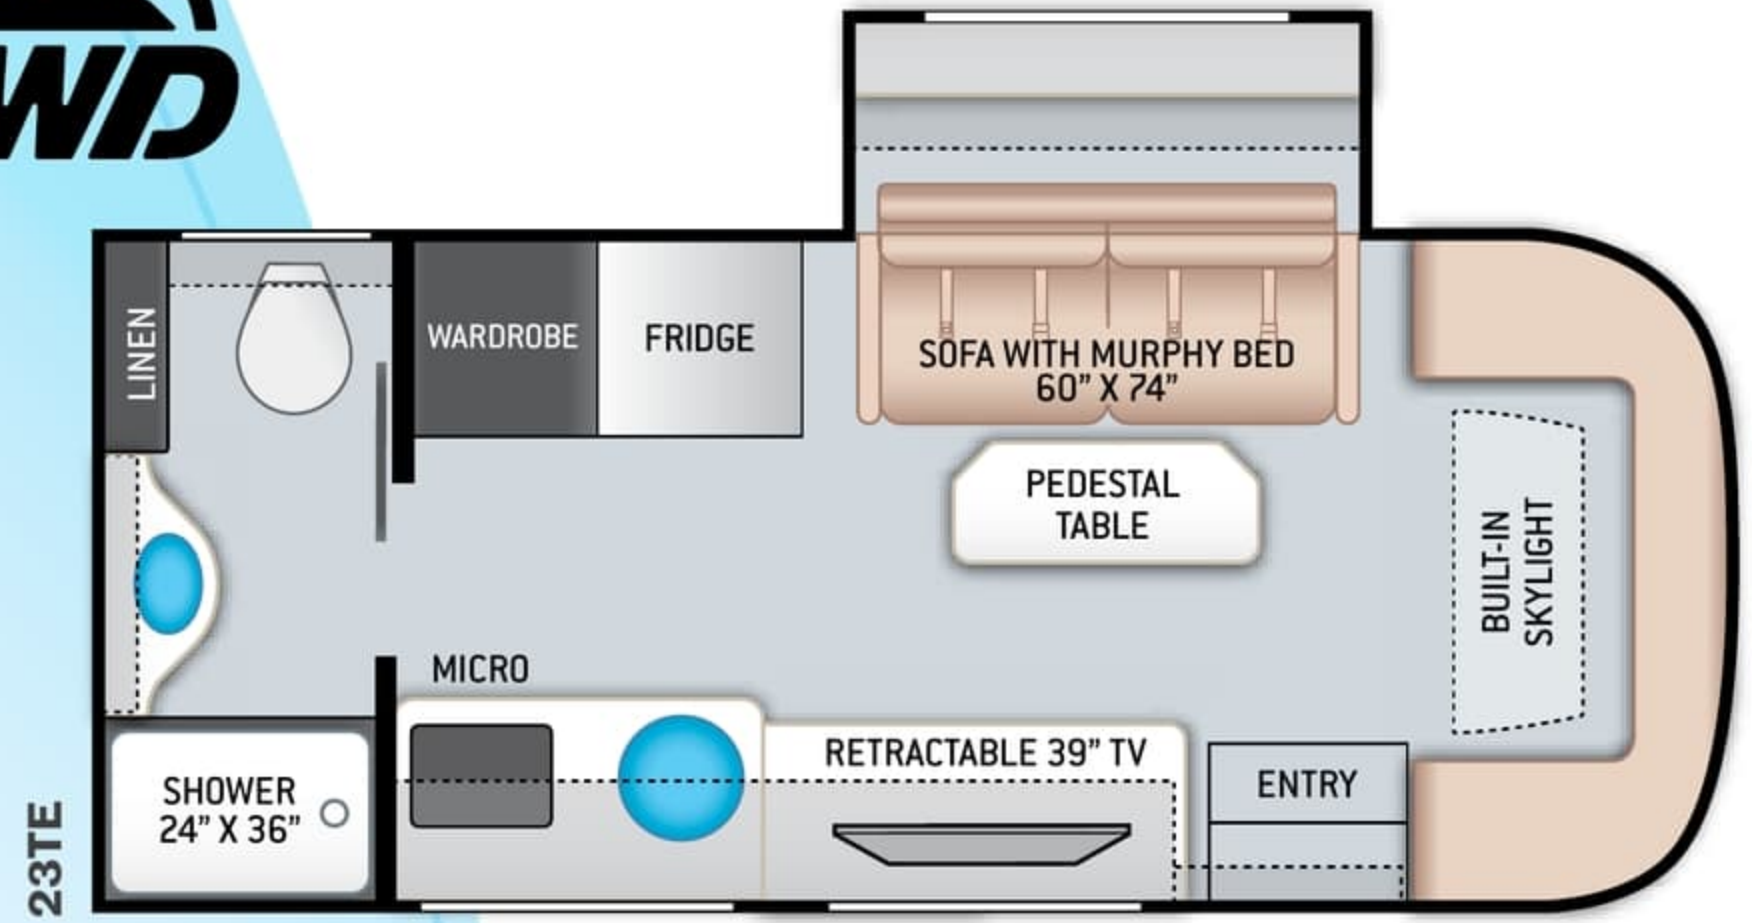 WD
LINEN
WARDROBE
FRIDGE
SOFA WITH MURPHY BED
60” X 74”
PEDESTAL
TABLE
BUILT-IN
SKYLIGHT
MICRO
RETRACTABLE 39” TV
ENTRY
SHOWER
24” X 36”
23TE